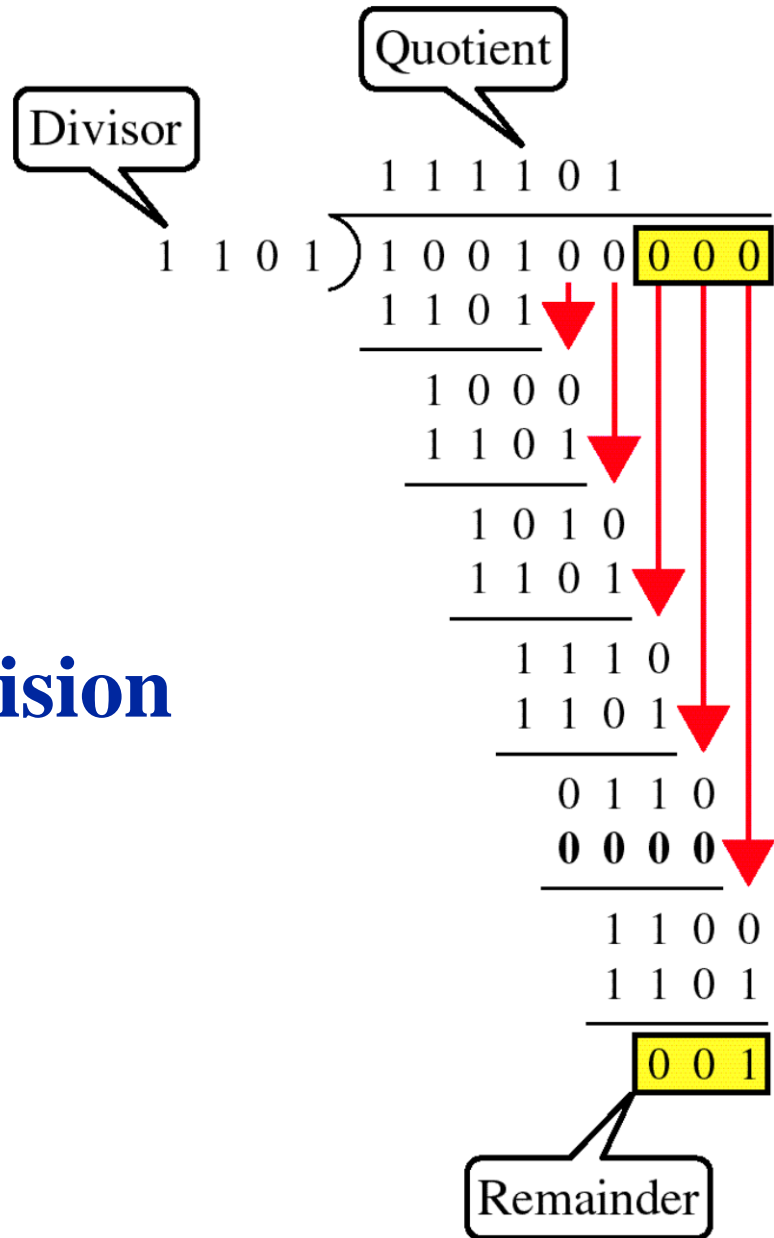 Quotient
Divisor
1 1 1 1 0 1
1 1 0 1 1 0 0 1 0 0 0 0 0
1 1 0 1
1 0 0 0
1 1 0 1
1 0 1 0
1 1 0 1
1 1 1 0
ision
1 1 0 1
0 1 1 0
0 0 0 0
1 1 0 0
1 1 0 1
0 0 1
Remainder